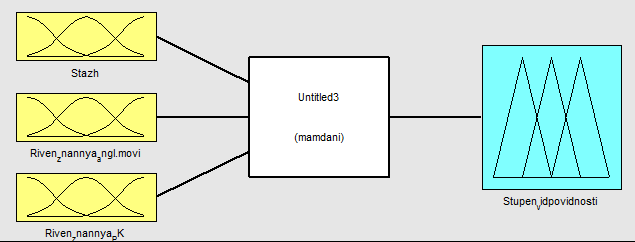 Stazh
Untitled3
Riven_znannya_angl.movi
(mamdani)
Stupen_vidpovidnosti
Riven_znannya_pK